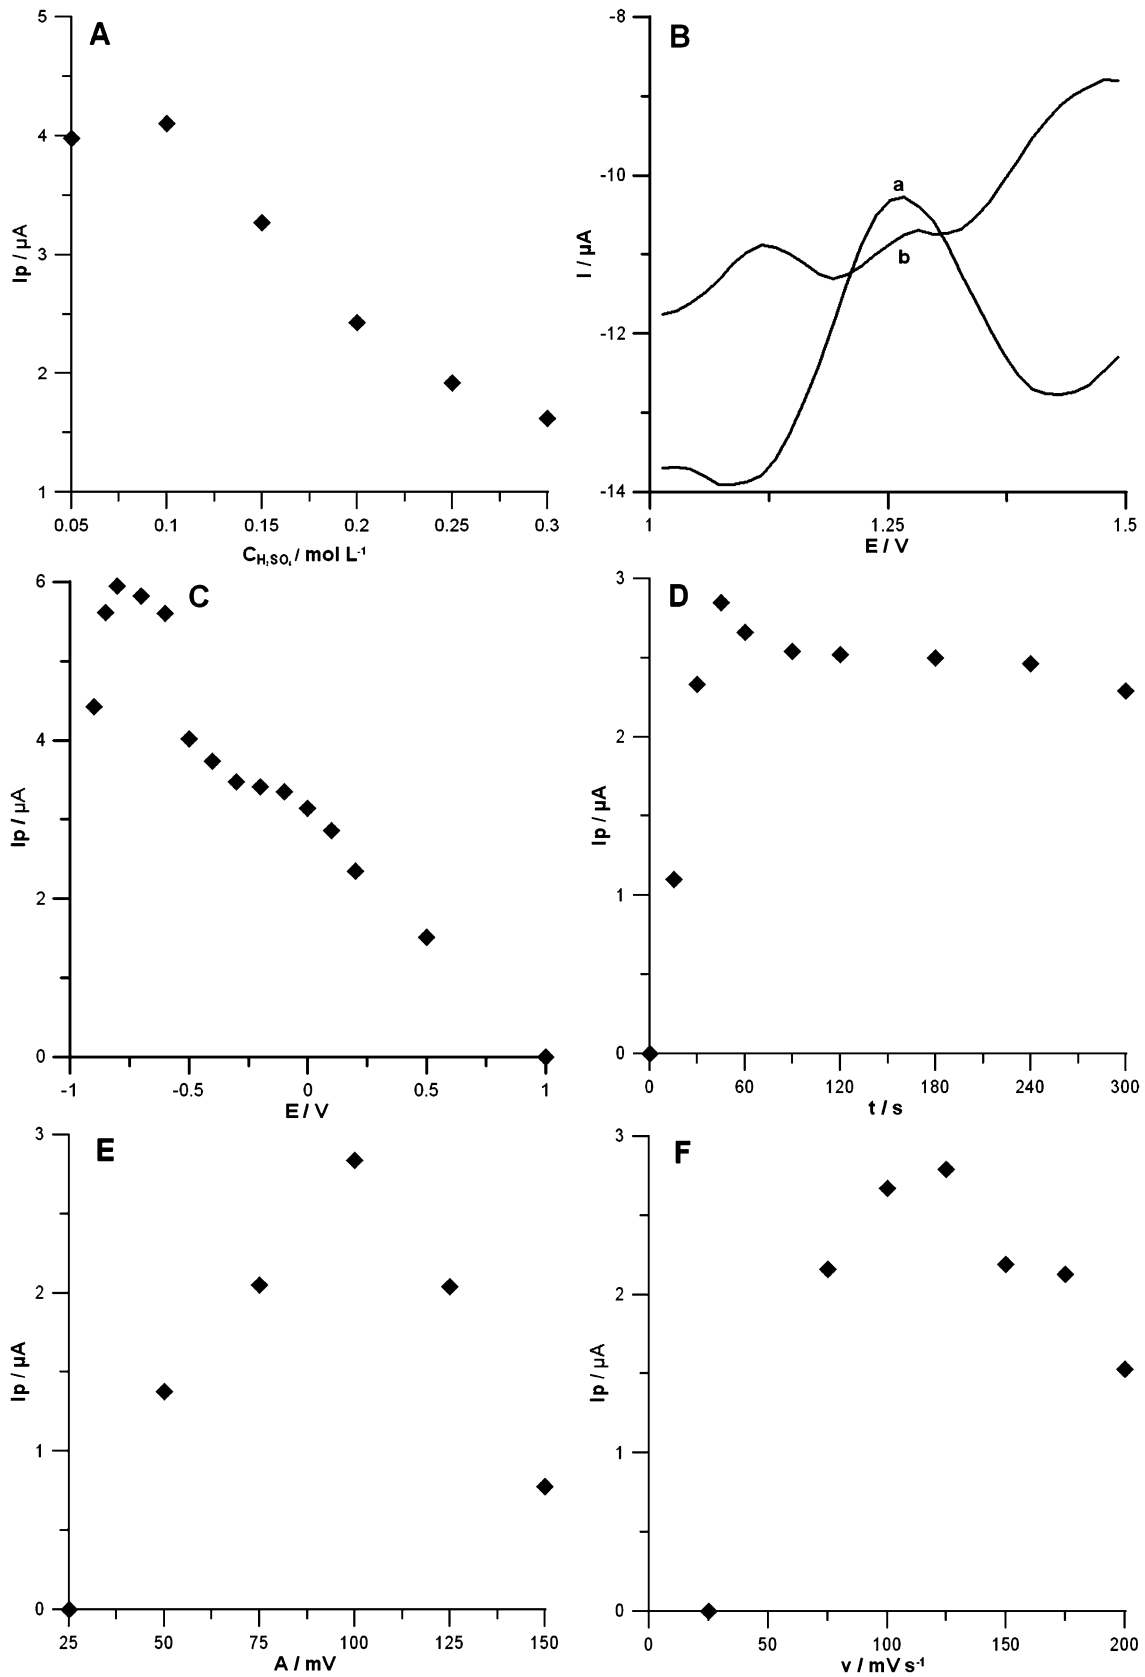 A
5
4
3
2
1
Ip / µA
0.05 0.1 0.15 0.2 0.25 0.3
C H₂SO₄ / mol L⁻¹
B
-8
-10
-12
-14
I / µA
a
b
1 1.25 1.5
E / V
C
6
4
2
0
Ip / µA
-1 -0.5 0 0.5 1
E / V
D
3
2
1
0
Ip / µA
0 60 120 180 240 300
t / s
E
3
2
1
0
Ip / µA
25 50 75 100 125 150
A / mV
F
3
2
1
0
Ip / µA
0 50 100 150 200
v / mV s⁻¹